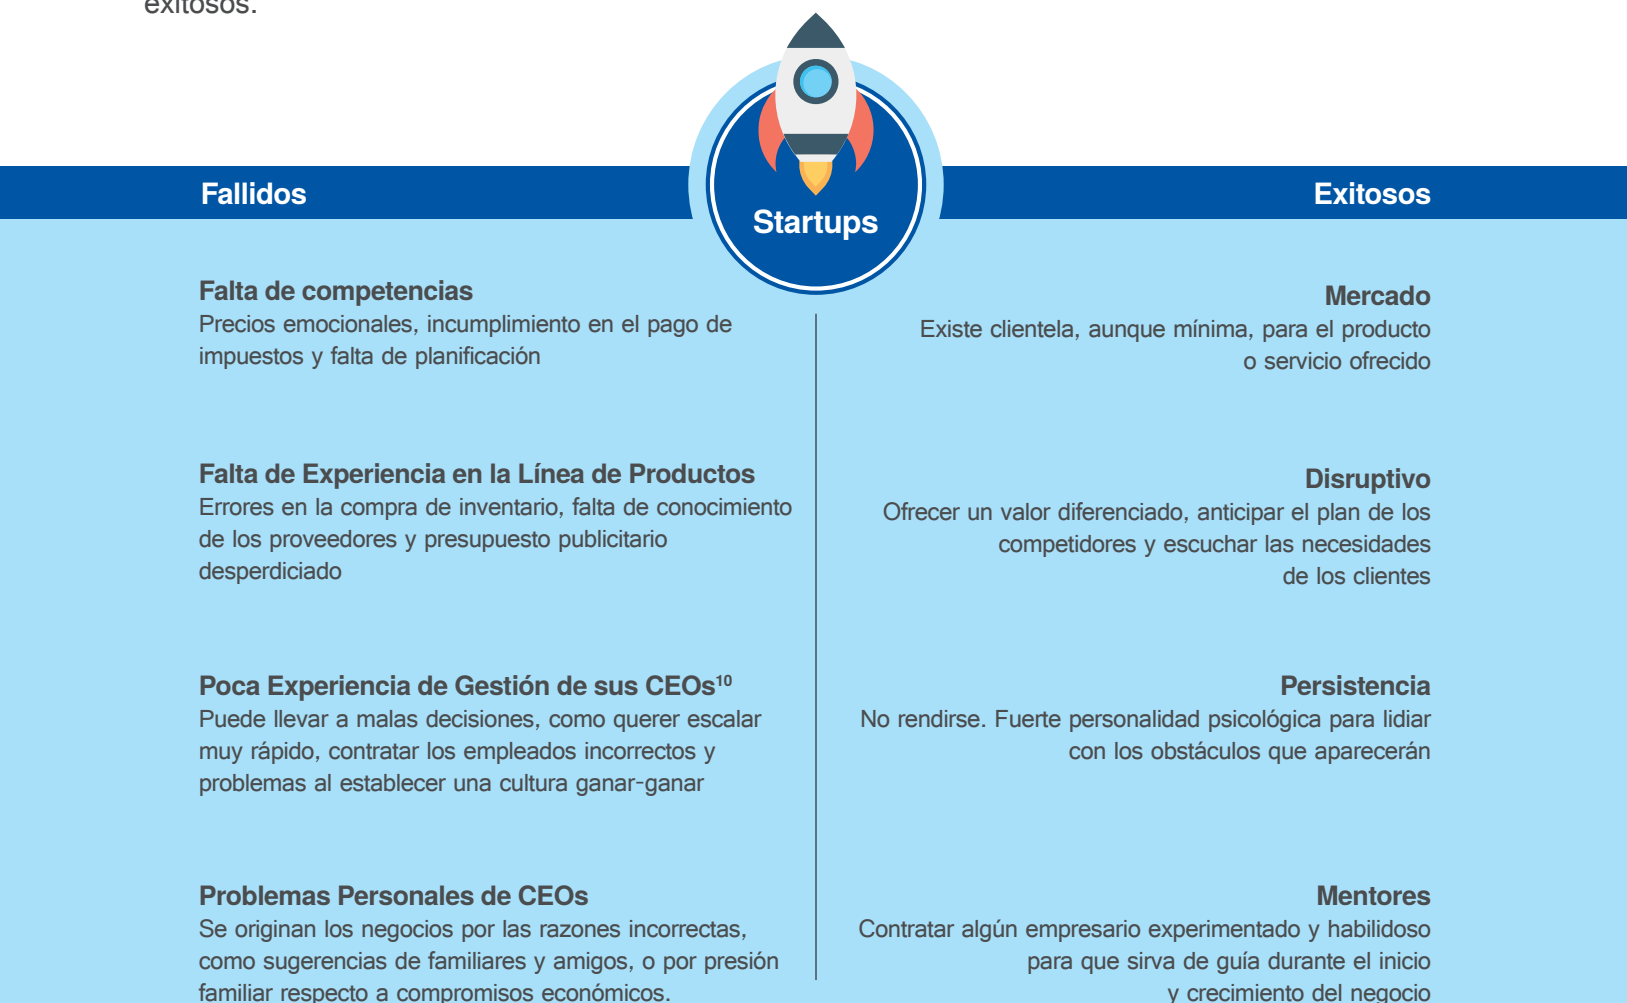 exitosos.
Fallidos
Startups
Exitosos
Falta de competencias
Precios emocionales, incumplimiento en el pago de
impuestos y falta de planificación
Falta de Experiencia en la Línea de Productos
Errores en la compra de inventario, falta de conocimiento
de los proveedores y presupuesto publicitario
desperdiciado
Poca Experiencia de Gestión de sus CEOs¹⁰
Puede llevar a malas decisiones, como querer escalar
muy rápido, contratar los empleados incorrectos y
problemas al establecer una cultura ganar-ganar
Problemas Personales de CEOs
Se originan los negocios por las razones incorrectas,
como sugerencias de familiares y amigos, o por presión
familiar respecto a compromisos económicos.
Mercado
Existe clientela, aunque mínima, para el producto
o servicio ofrecido
Disruptivo
Ofrecer un valor diferenciado, anticipar el plan de los
competidores y escuchar las necesidades
de los clientes
Persistencia
No rendirse. Fuerte personalidad psicológica para lidiar
con los obstáculos que aparecerán
Mentores
Contratar algún empresario experimentado y habilidoso
para que sirva de guía durante el inicio
y crecimiento del negocio